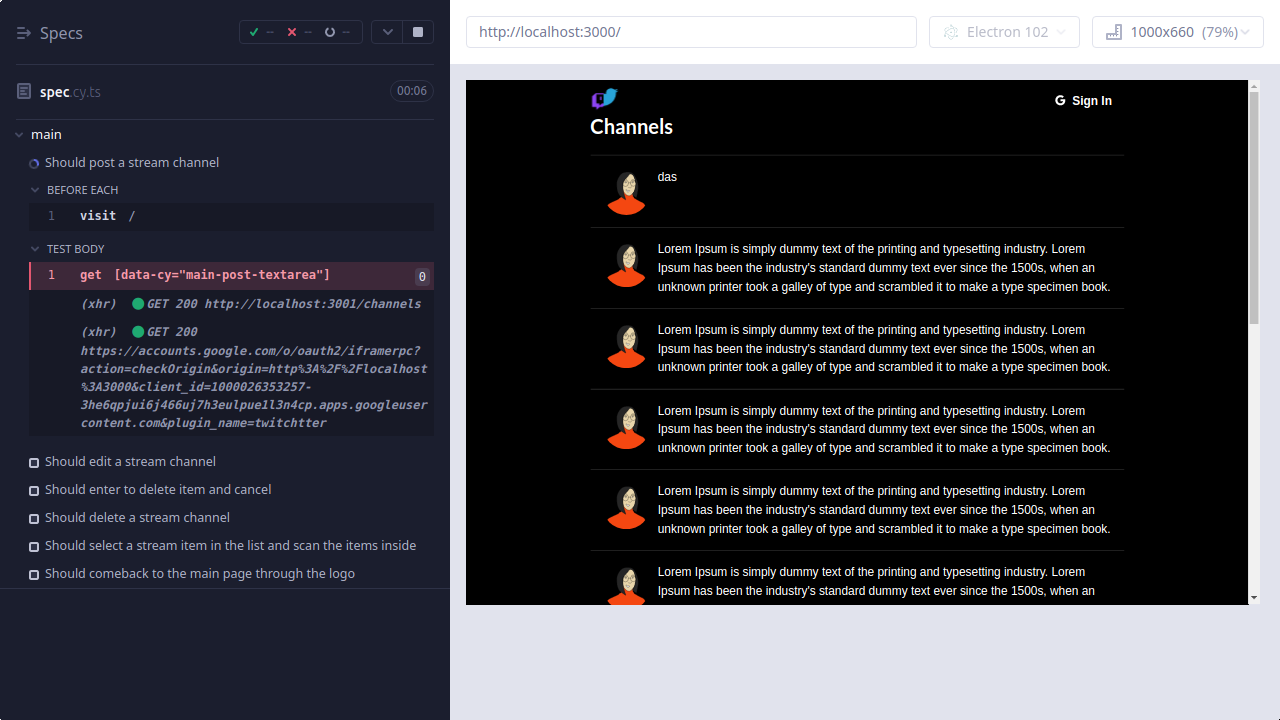 Specs
--
--
--
spec.cy.ts
00:06
main
Should post a stream channel
BEFORE EACH
1 visit /
TEST BODY
1 get [data-cy="main-post-textarea"] 0
(xhr) GET 200 http://localhost:3001/channels
(xhr) GET 200
https://accounts.google.com/o/oauth2/iframerpc?
action=checkOrigin&origin=http%3A%2F%2Flocalhost
%3A3000&client_id=1000026353257-
3he6qpjui6j466uj7h3eulpue1l3n4cp.apps.googleuser
content.com&plugin_name=twitchtter
Should edit a stream channel
Should enter to delete item and cancel
Should delete a stream channel
Should select a stream item in the list and scan the items inside
Should comeback to the main page through the logo
http://localhost:3000/
Electron 102
1000x660 (79%)
G Sign In
Channels
das
Lorem Ipsum is simply dummy text of the printing and typesetting industry. Lorem
Ipsum has been the industry's standard dummy text ever since the 1500s, when an
unknown printer took a galley of type and scrambled it to make a type specimen book.
Lorem Ipsum is simply dummy text of the printing and typesetting industry. Lorem
Ipsum has been the industry's standard dummy text ever since the 1500s, when an
unknown printer took a galley of type and scrambled it to make a type specimen book.
Lorem Ipsum is simply dummy text of the printing and typesetting industry. Lorem
Ipsum has been the industry's standard dummy text ever since the 1500s, when an
unknown printer took a galley of type and scrambled it to make a type specimen book.
Lorem Ipsum is simply dummy text of the printing and typesetting industry. Lorem
Ipsum has been the industry's standard dummy text ever since the 1500s, when an
unknown printer took a galley of type and scrambled it to make a type specimen book.
Lorem Ipsum is simply dummy text of the printing and typesetting industry. Lorem
Ipsum has been the industry's standard dummy text ever since the 1500s, when an